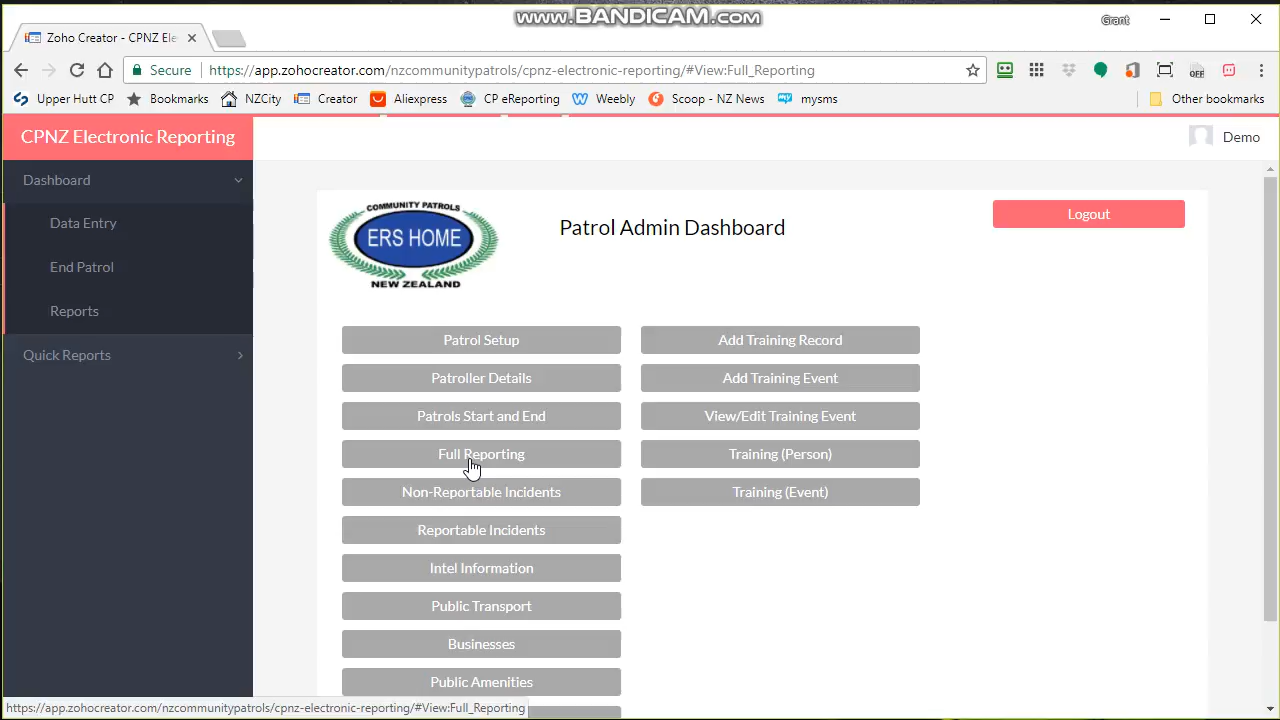 www.BANDICAM.com
Grant
Zoho Creator - CPNZ Ele
Secure
https://app.zohocreator.com/nzcommunitypatrols/cpnz-electronic-reporting/#View:Full_Reporting
OFF
Upper Hutt CP
Bookmarks
NZCity
Creator
Aliexpress
CP eReporting
Weebly
Scoop - NZ News
mysms
Other bookmarks
CPNZ Electronic Reporting
Demo
Dashboard
Data Entry
End Patrol
Reports
Quick Reports
COMMUNITY PATROLS
ERS HOME
NEW ZEALAND
Patrol Admin Dashboard
Logout
Patrol Setup
Patroller Details
Patrols Start and End
Full Reporting
Non-Reportable Incidents
Reportable Incidents
Intel Information
Public Transport
Businesses
Public Amenities
Add Training Record
Add Training Event
View/Edit Training Event
Training (Person)
Training (Event)
https://app.zohocreator.com/nzcommunitypatrols/cpnz-electronic-reporting/#View:Full_Reporting